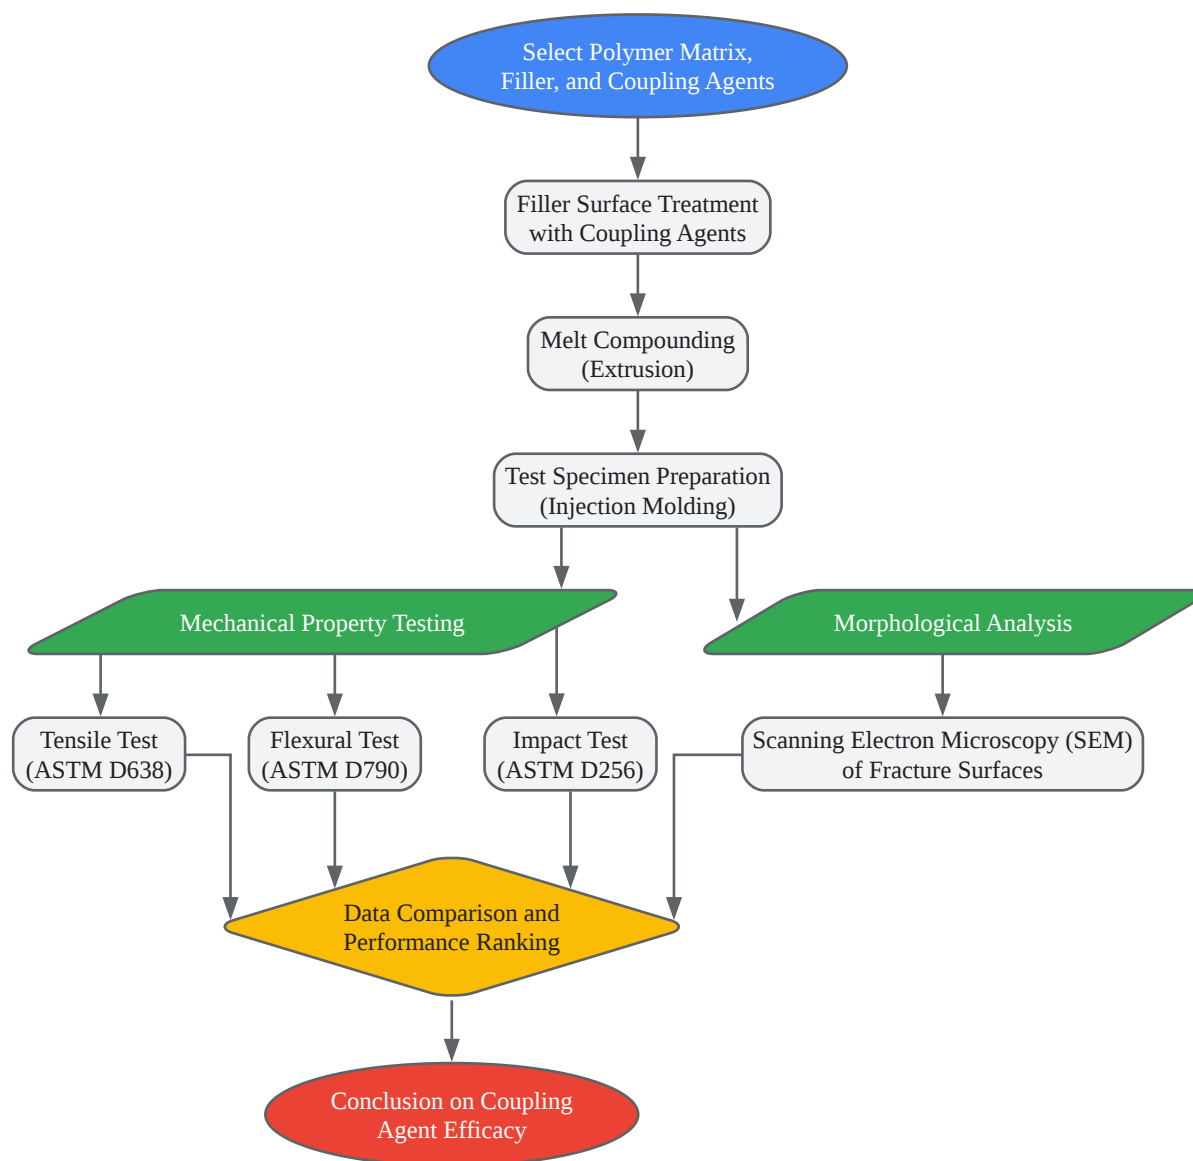 Select Polymer Matrix,
Filler, and Coupling Agents
Filler Surface Treatment
with Coupling Agents
Melt Compounding
(Extrusion)
Test Specimen Preparation
(Injection Molding)
Mechanical Property Testing
Morphological Analysis
Tensile Test
(ASTM D638)
Flexural Test
(ASTM D790)
Impact Test
(ASTM D256)
Scanning Electron Microscopy (SEM)
of Fracture Surfaces
Data Comparison and
Performance Ranking
Conclusion on Coupling
Agent Efficacy